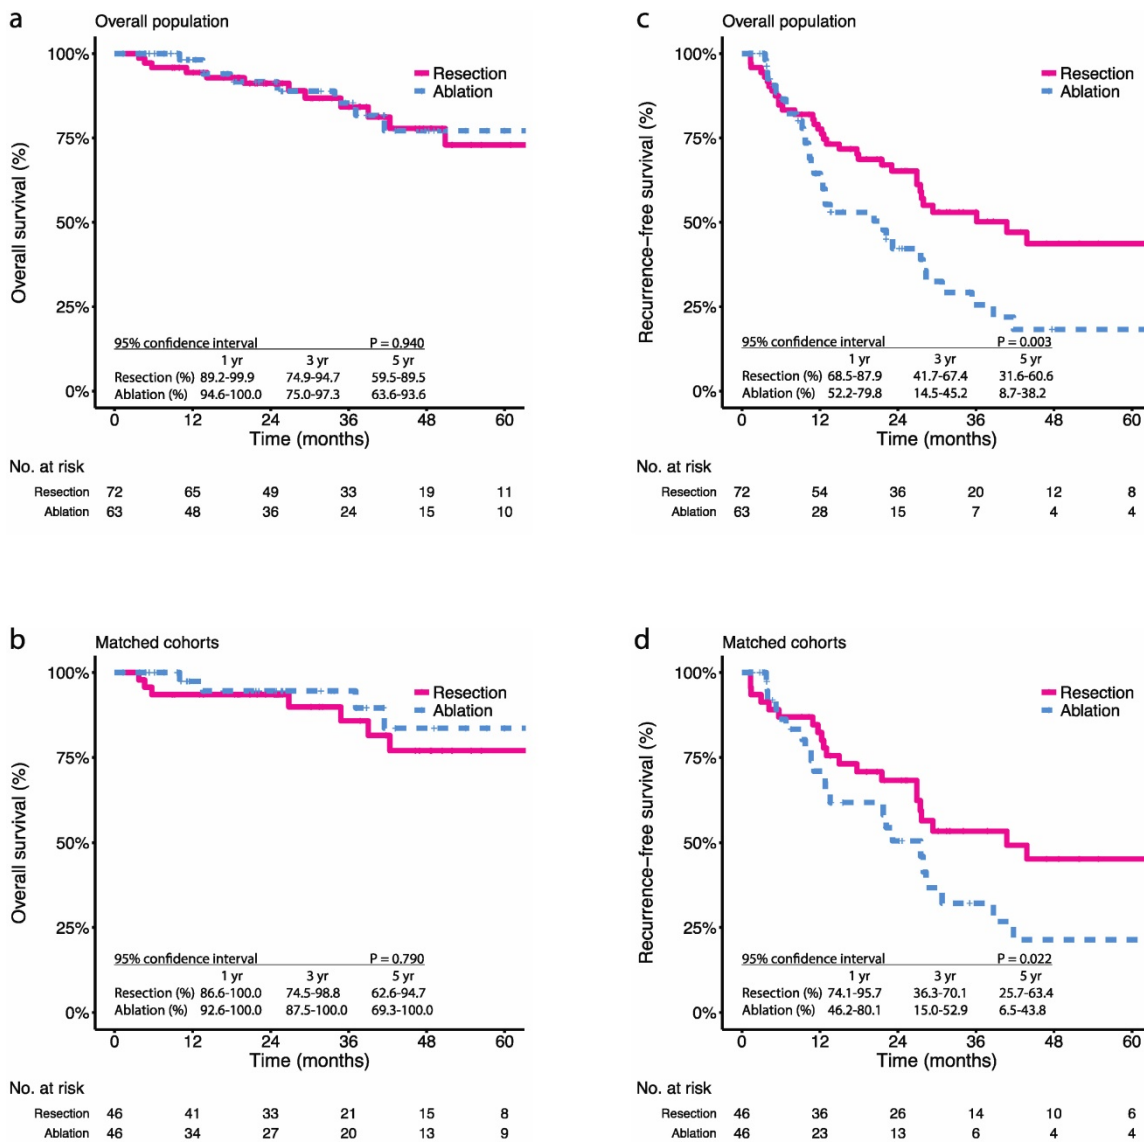 a
Overall population
100%
75%
50%
25%
0%
Overall survival (%)
Resection
Ablation
95% confidence interval P = 0.940
1 yr 3 yr 5 yr
Resection (%) 89.2-99.9 74.9-94.7 59.5-89.5
Ablation (%) 94.6-100.0 75.0-97.3 63.6-93.6
0 12 24 36 48 60
Time (months)
No. at risk
Resection 72 65 49 33 19 11
Ablation 63 48 36 24 15 10
c
Overall population
100%
75%
50%
25%
0%
Recurrence-free survival (%)
Resection
Ablation
95% confidence interval P = 0.003
1 yr 3 yr 5 yr
Resection (%) 68.5-87.9 41.7-67.4 31.6-60.6
Ablation (%) 52.2-79.8 14.5-45.2 8.7-38.2
0 12 24 36 48 60
Time (months)
No. at risk
Resection 72 54 36 20 12 8
Ablation 63 28 15 7 4 4
b
Matched cohorts
100%
75%
50%
25%
0%
Overall survival (%)
Resection
Ablation
95% confidence interval P = 0.790
1 yr 3 yr 5 yr
Resection (%) 86.6-100.0 74.5-98.8 62.6-94.7
Ablation (%) 92.6-100.0 87.5-100.0 69.3-100.0
0 12 24 36 48 60
Time (months)
No. at risk
Resection 46 41 33 21 15 8
Ablation 46 34 27 20 13 9
d
Matched cohorts
100%
75%
50%
25%
0%
Recurrence-free survival (%)
Resection
Ablation
95% confidence interval P = 0.022
1 yr 3 yr 5 yr
Resection (%) 74.1-95.7 36.3-70.1 25.7-63.4
Ablation (%) 46.2-80.1 15.0-52.9 6.5-43.8
0 12 24 36 48 60
Time (months)
No. at risk
Resection 46 36 26 14 10 6
Ablation 46 23 13 6 4 4